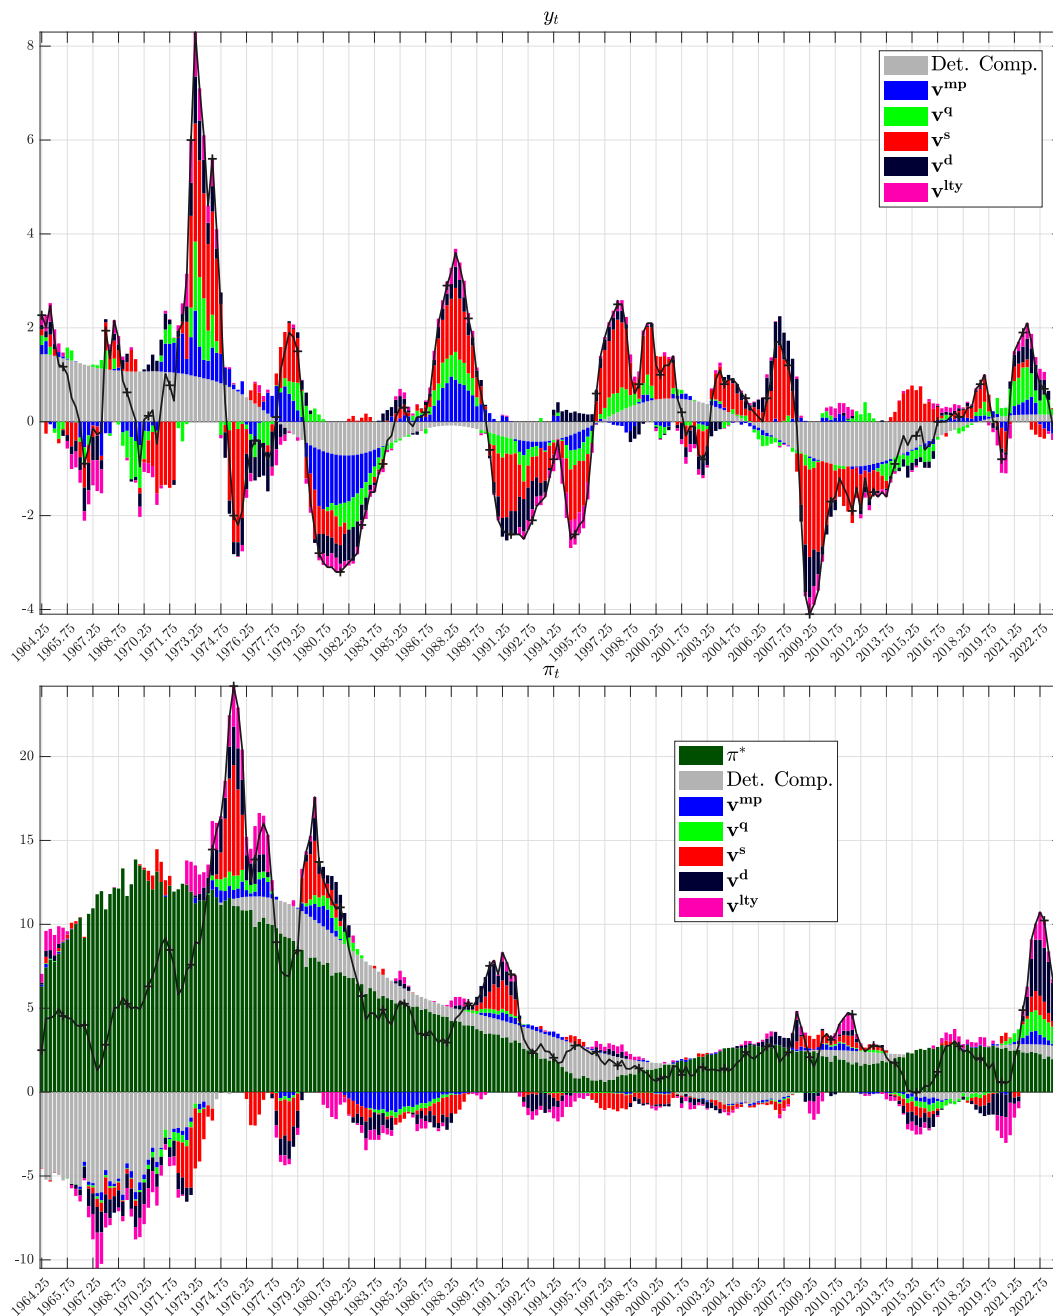 y_t
8
6
4
2
0
-2
-4
Det. Comp.
v^mp
v^q
v^s
v^d
v^lty
1964.25 1965.75 1967.25 1968.75 1970.25 1971.75 1973.25 1974.75 1976.25 1977.75 1979.25 1980.75 1982.25 1983.75 1985.25 1986.75 1988.25 1989.75 1991.25 1992.75 1994.25 1995.75 1997.25 1998.75 2000.25 2001.75 2003.25 2004.75 2006.25 2007.75 2009.25 2010.75 2012.25 2013.75 2015.25 2016.75 2018.25 2019.75 2021.25 2022.75
π_t
20
15
10
5
0
-5
-10
π*
Det. Comp.
v^mp
v^q
v^s
v^d
v^lty
1964.25 1965.75 1967.25 1968.75 1970.25 1971.75 1973.25 1974.75 1976.25 1977.75 1979.25 1980.75 1982.25 1983.75 1985.25 1986.75 1988.25 1989.75 1991.25 1992.75 1994.25 1995.75 1997.25 1998.75 2000.25 2001.75 2003.25 2004.75 2006.25 2007.75 2009.25 2010.75 2012.25 2013.75 2015.25 2016.75 2018.25 2019.75 2021.25 2022.75